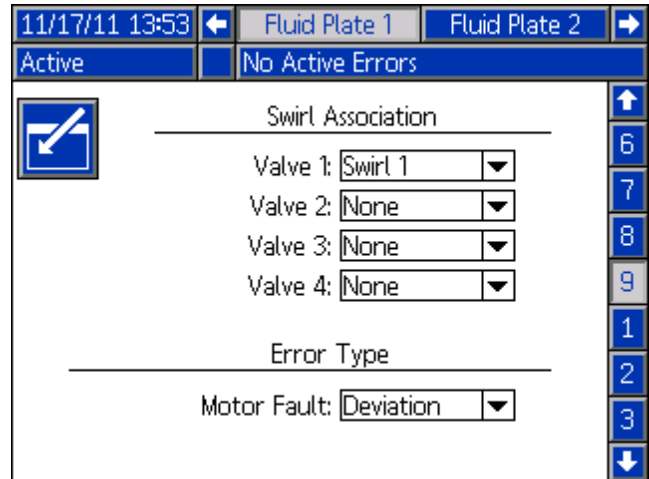 11/17/11 13:53 Fluid Plate 1 Fluid Plate 2
Active No Active Errors
Swirl Association
Valve 1: Swirl 1
Valve 2: None
Valve 3: None
Valve 4: None
Error Type
Motor Fault: Deviation
6
7
8
9
1
2
3